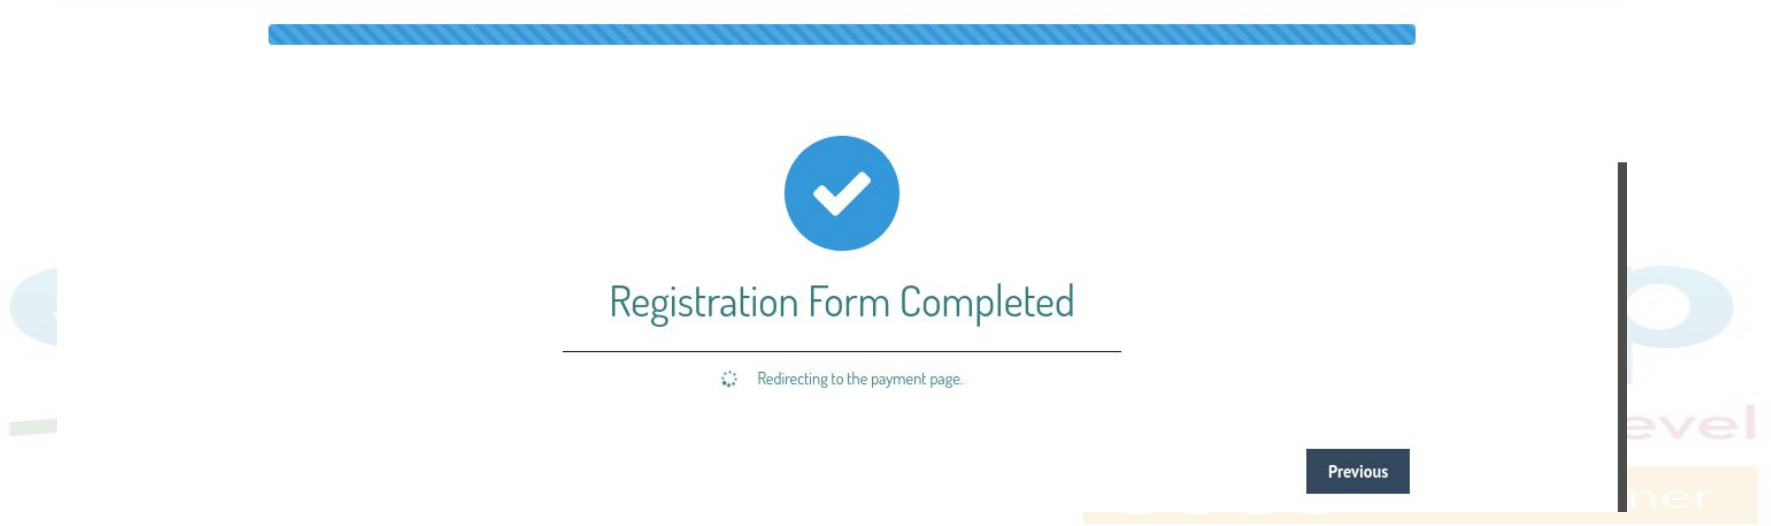 Registration Form Completed
Redirecting to the payment page.
Previous